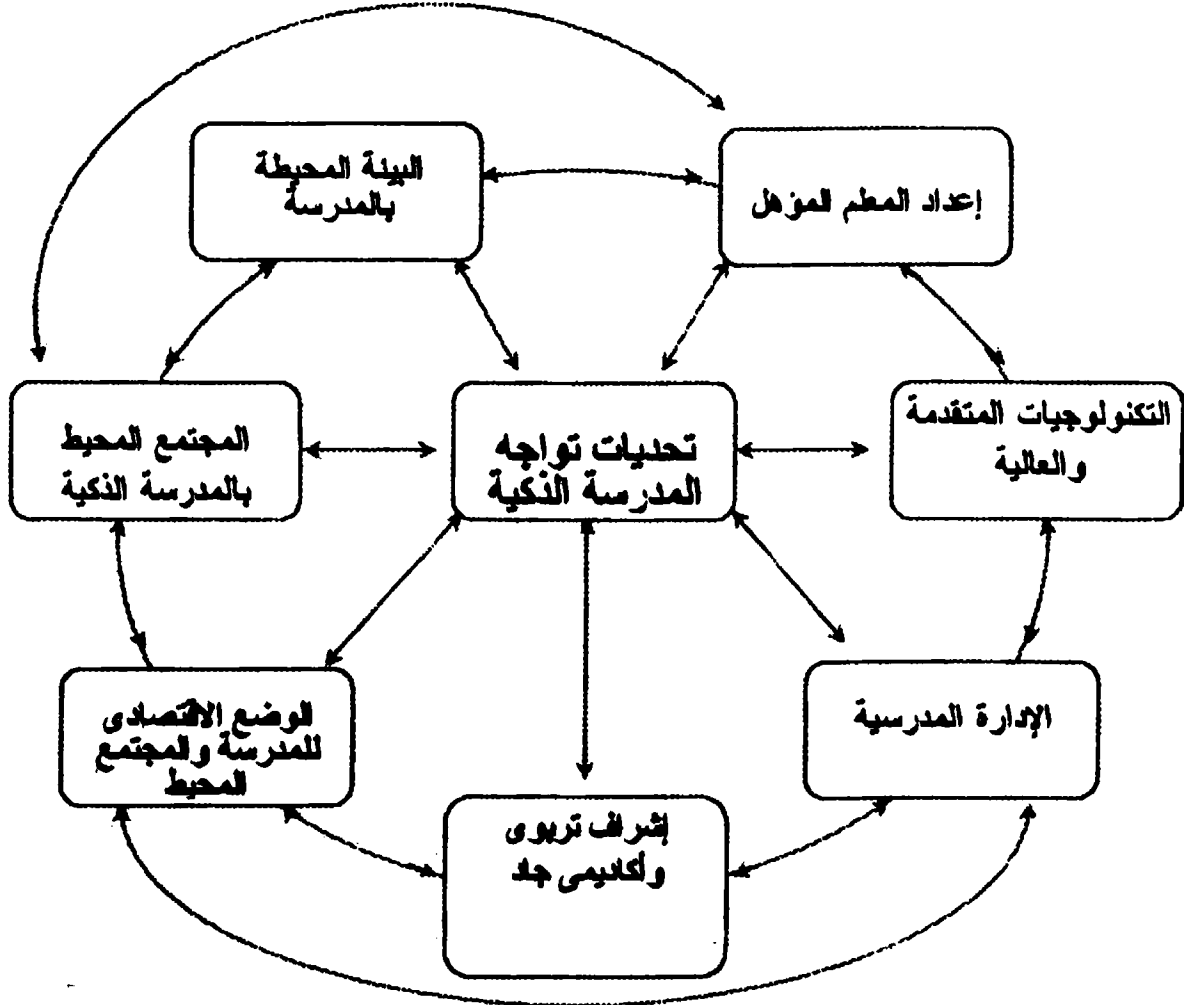 إعداد المعلم المؤهل
البيئة المحيطة
بالمدرسة
التكنولوجيات المتقدمة
والعالية
تحديات تواجه
المدرسة الذكية
المجتمع المحيط
بالمدرسة الذكية
الإدارة المدرسية
الوضع الاقتصادى
للمدرسة والمجتمع
المحيط
إشراف تربوى
وأكاديمى جاد